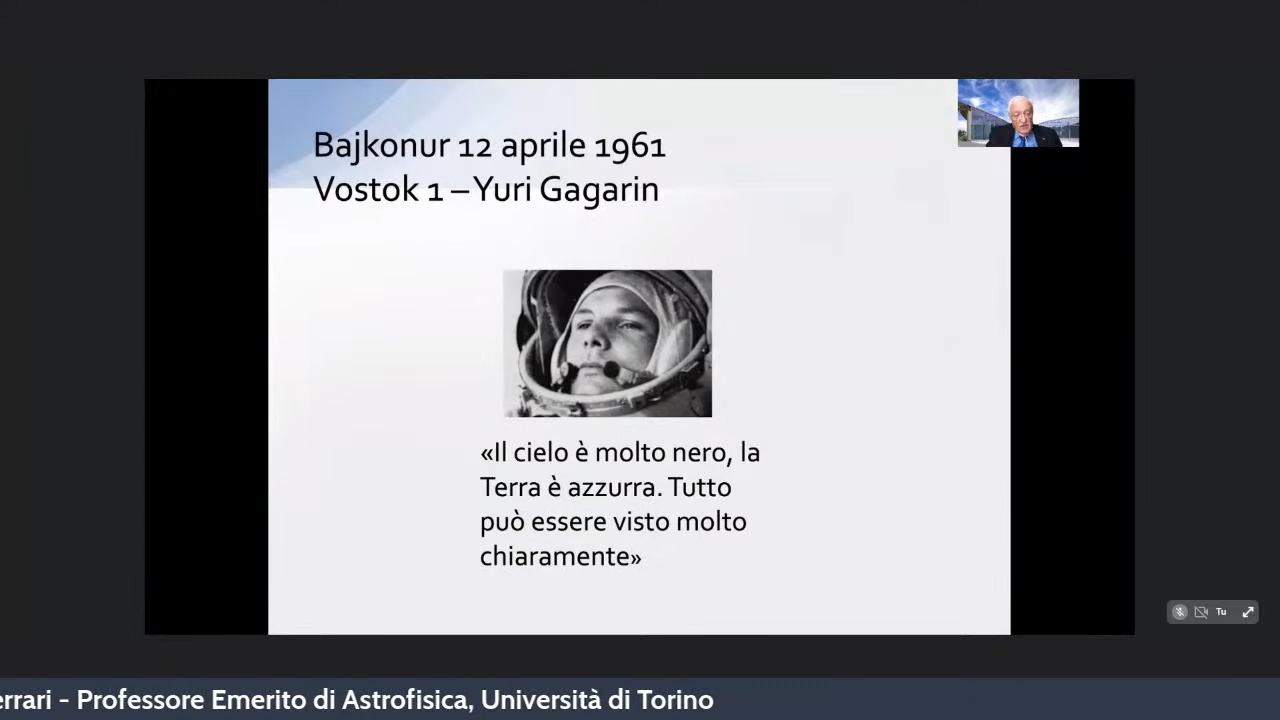 Bajkonur 12 aprile 1961
Vostok 1 – Yuri Gagarin
«Il cielo è molto nero, la
Terra è azzurra. Tutto
può essere visto molto
chiaramente»
Tu
errari - Professore Emerito di Astrofisica, Università di Torino